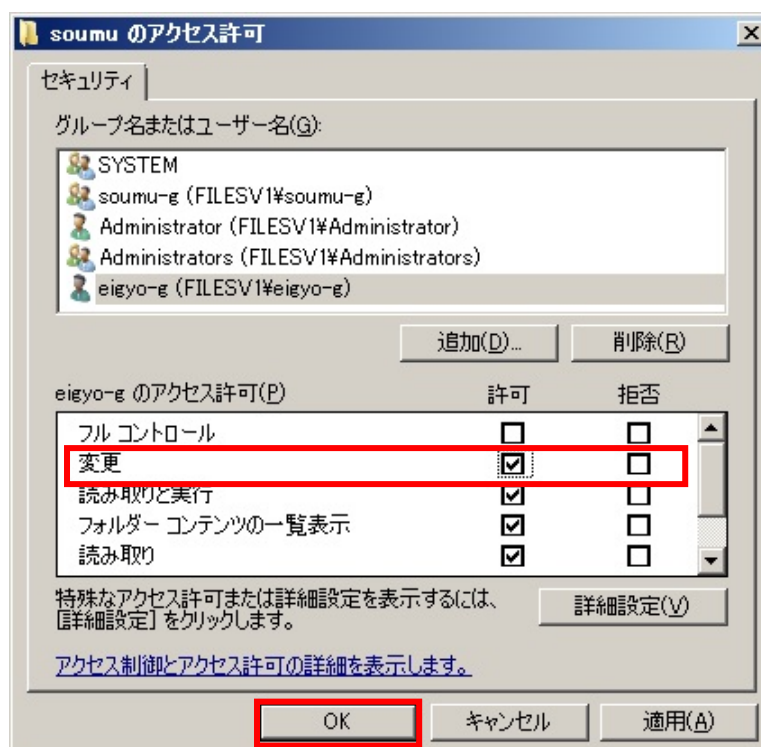 soumu のアクセス許可
セキュリティ
グループ名またはユーザー名(G):
SYSTEM
soumu-g (FILESV1¥soumu-g)
Administrator (FILESV1¥Administrator)
Administrators (FILESV1¥Administrators)
eigyo-g (FILESV1¥eigyo-g)
追加(D)... 削除(R)
eigyo-g のアクセス許可(P) 許可 拒否
フル コントロール
変更
読み取りと実行
フォルダー コンテンツの一覧表示
読み取り
特殊なアクセス許可または詳細設定を表示するには、
[詳細設定] をクリックします。
詳細設定(V)
アクセス制御とアクセス許可の詳細を表示します。
OK キャンセル 適用(A)